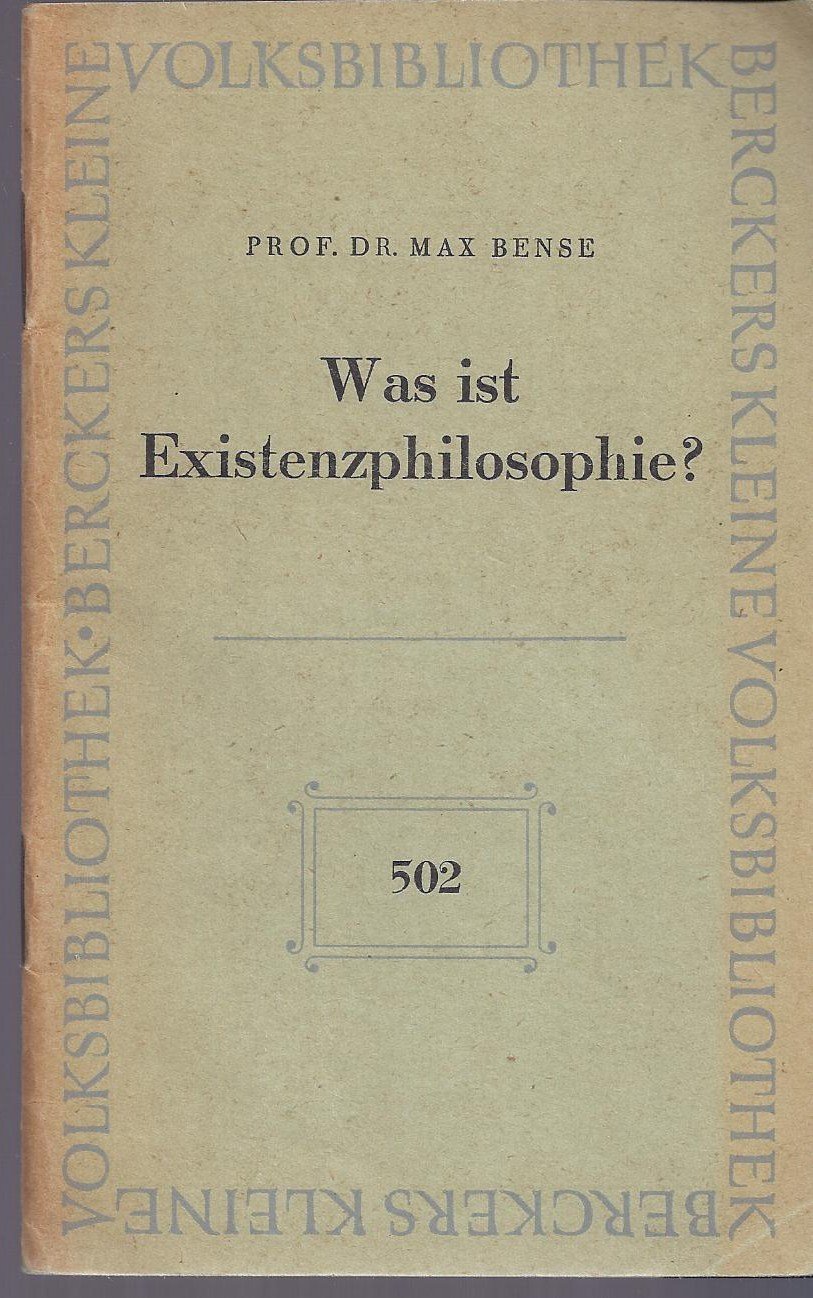 VOLKSBIBLIOTHEK
BERCKERS KLEINE VOLKSBIBLIOTHEK
BERCKERS KLEINE
VOLKSBIBLIOTHEK • BERCKERS KLEINE
PROF. DR. MAX BENSE
Was ist
Existenzphilosophie?
502